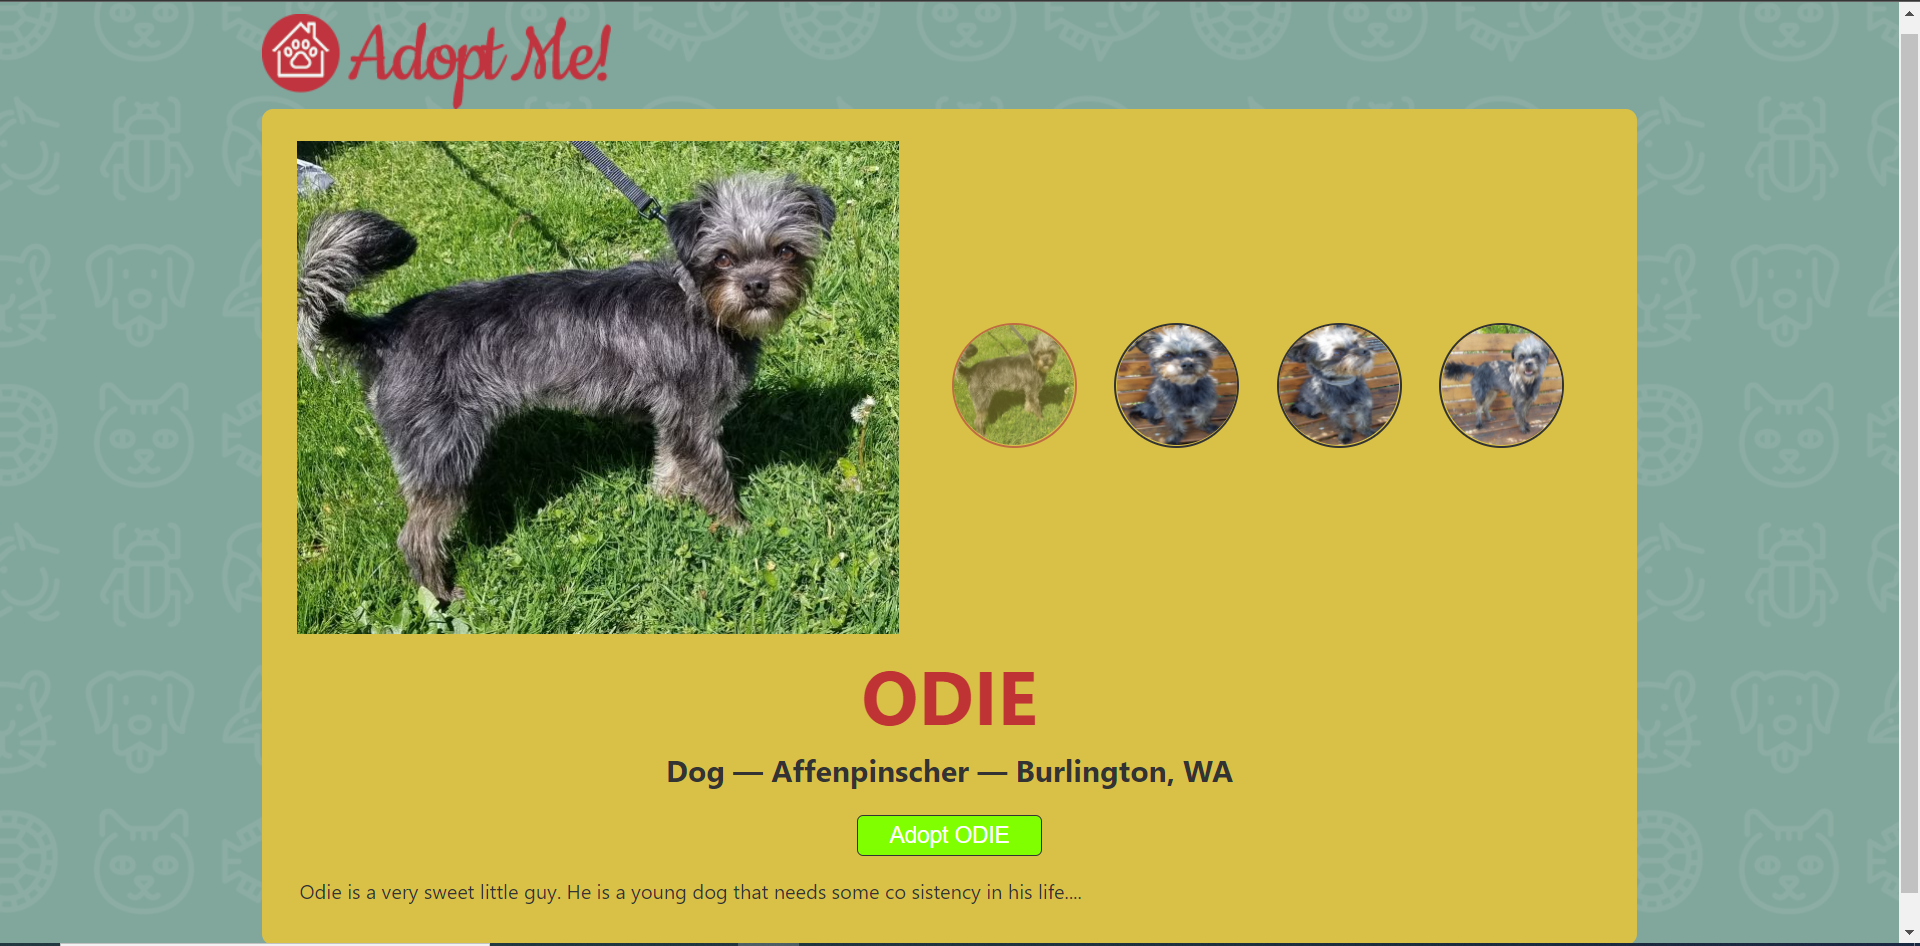 Adopt Me!
ODIE
Dog — Affenpinscher — Burlington, WA
Adopt ODIE
Odie is a very sweet little guy. He is a young dog that needs some co sistency in his life....